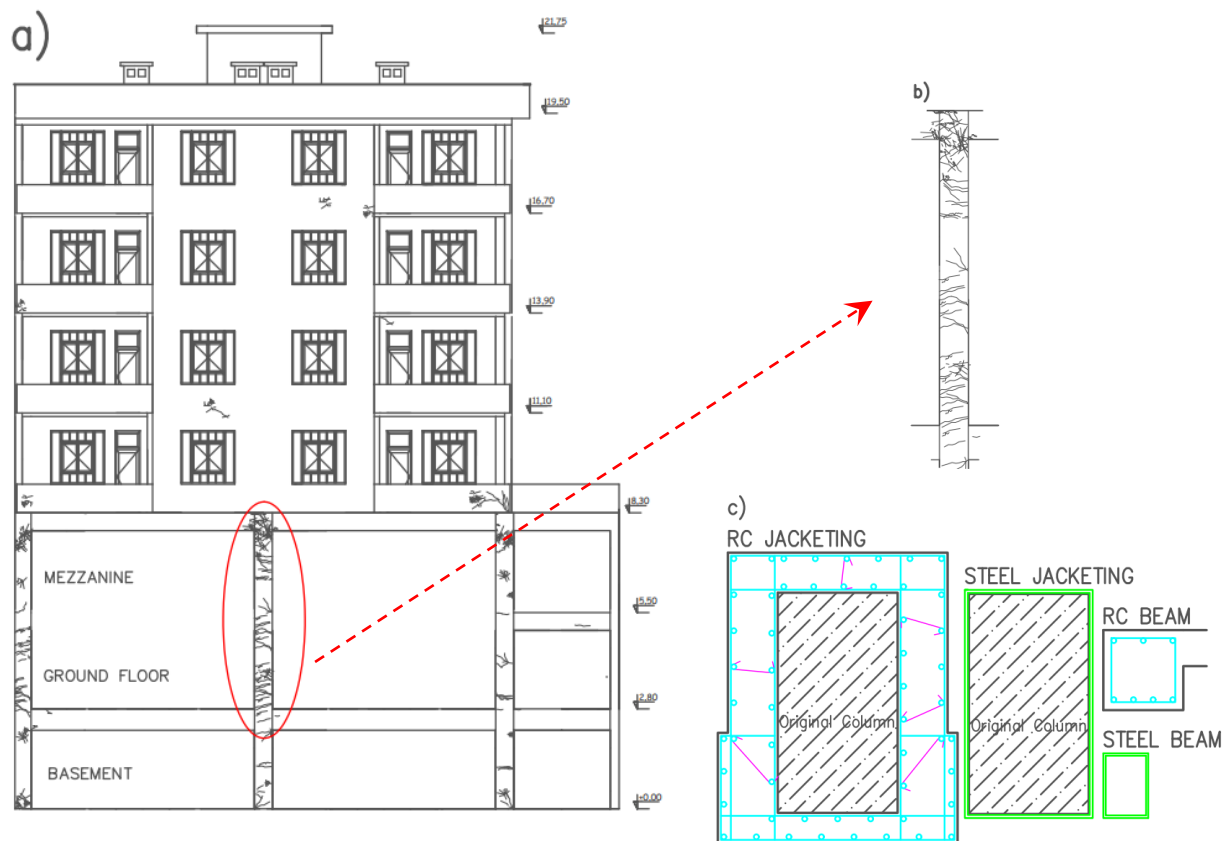 a)
21,75
19,50
16,70
13,90
11,10
8,30
MEZZANINE
5,50
GROUND FLOOR
2,80
BASEMENT
+0,00
b)
c)
RC JACKETING
Original Column
STEEL JACKETING
Original Column
RC BEAM
STEEL BEAM